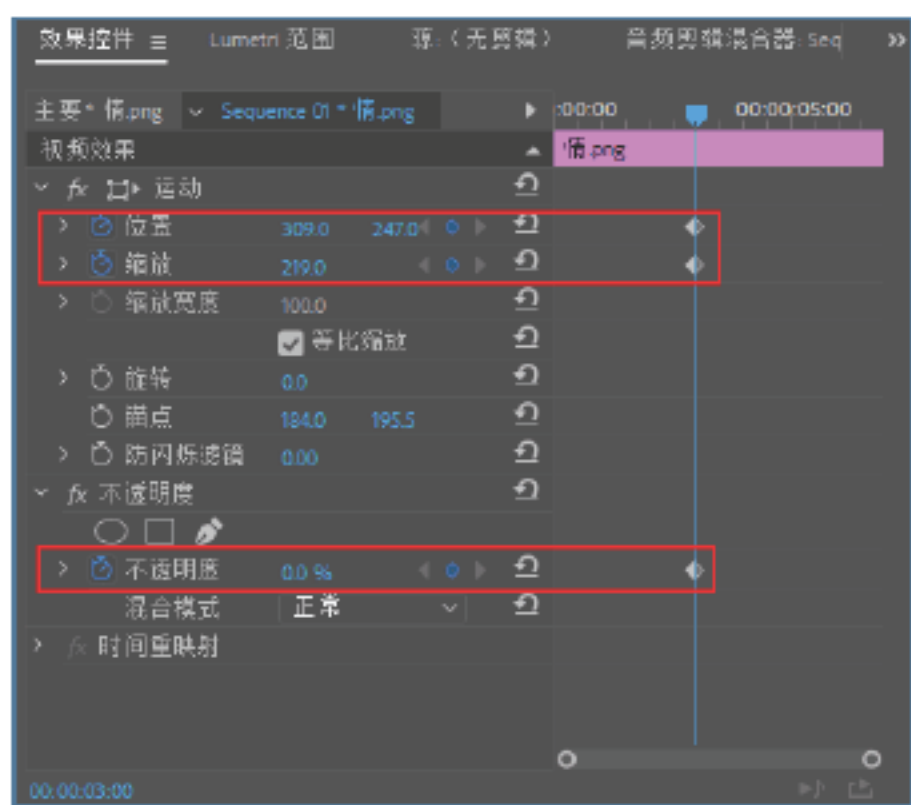 效果控件 ≡ Lumetri 范围 源:（无剪辑） 音频剪辑混合器: Seq »
主要 * 情.png Sequence 01 * 情.png :00:00 00:00:05:00
视频效果 情.png
fx 运动
位置 309.0 247.0
缩放 219.0
缩放宽度 100.0
等比缩放
旋转 0.0
锚点 184.0 195.5
防闪烁滤镜 0.00
fx 不透明度
不透明度 0.0 %
混合模式 正常
fx 时间重映射
00:00:03:00